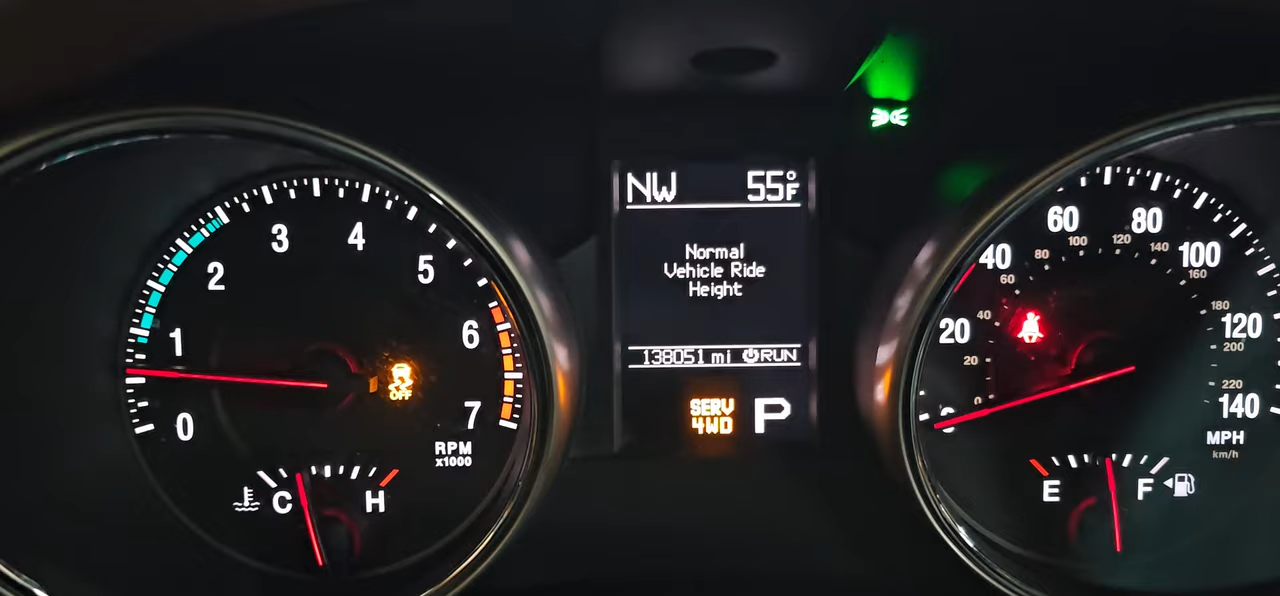 NW 55°F
Normal
Vehicle Ride
Height
138051 mi RUN
SERV
4WD
P
0
1
2
3
4
5
6
7
RPM
x1000
OFF
C H
0
20
40
60
80
100
120
140
MPH
km/h
0
20
40
60
80
100
120
140
160
180
200
220
E F